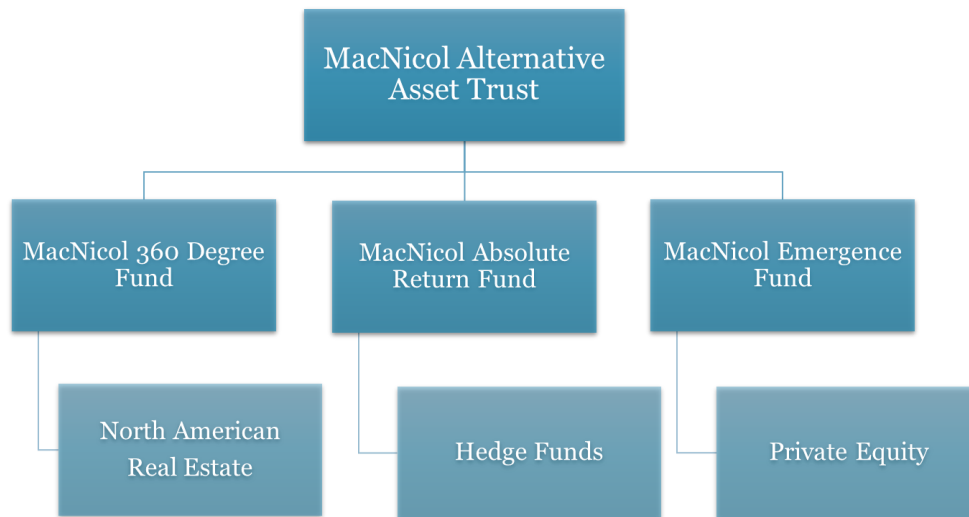 MacNicol Alternative
Asset Trust
MacNicol 360 Degree
Fund
MacNicol Absolute
Return Fund
MacNicol Emergence
Fund
North American
Real Estate
Hedge Funds
Private Equity